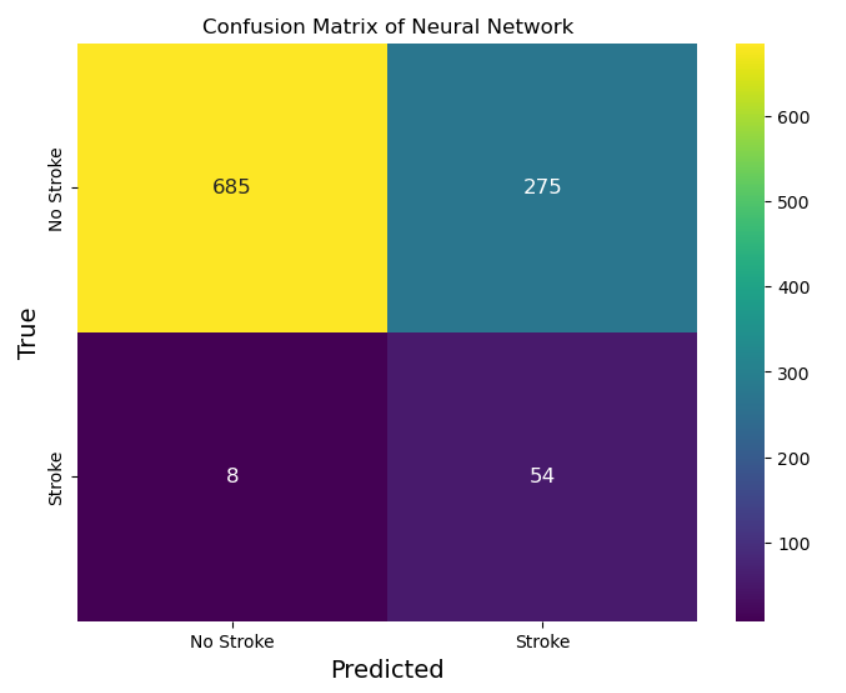 Confusion Matrix of Neural Network
No Stroke
685
275
Stroke
8
54
True
No Stroke
Stroke
Predicted
600
500
400
300
200
100